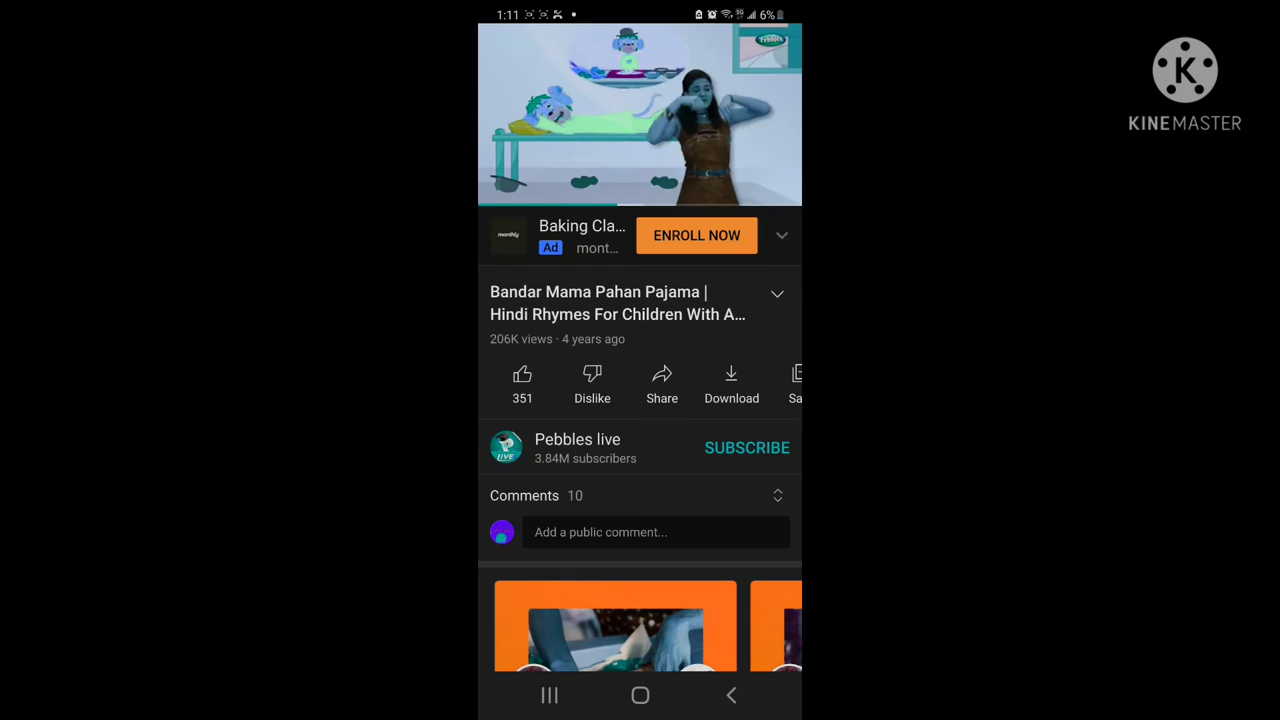 1:11
6%
Pebbles
KINEMASTER
monthly
Baking Cla...
Ad mont...
ENROLL NOW
Bandar Mama Pahan Pajama |
Hindi Rhymes For Children With A...
206K views · 4 years ago
351
Dislike
Share
Download
Sa
LIVE
Pebbles live
3.84M subscribers
SUBSCRIBE
Comments 10
Add a public comment...